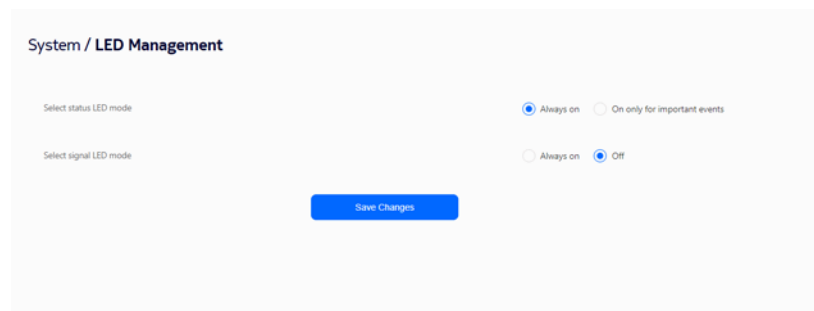 System / LED Management
Select status LED mode Always on On only for important events
Select signal LED mode Always on Off
Save Changes